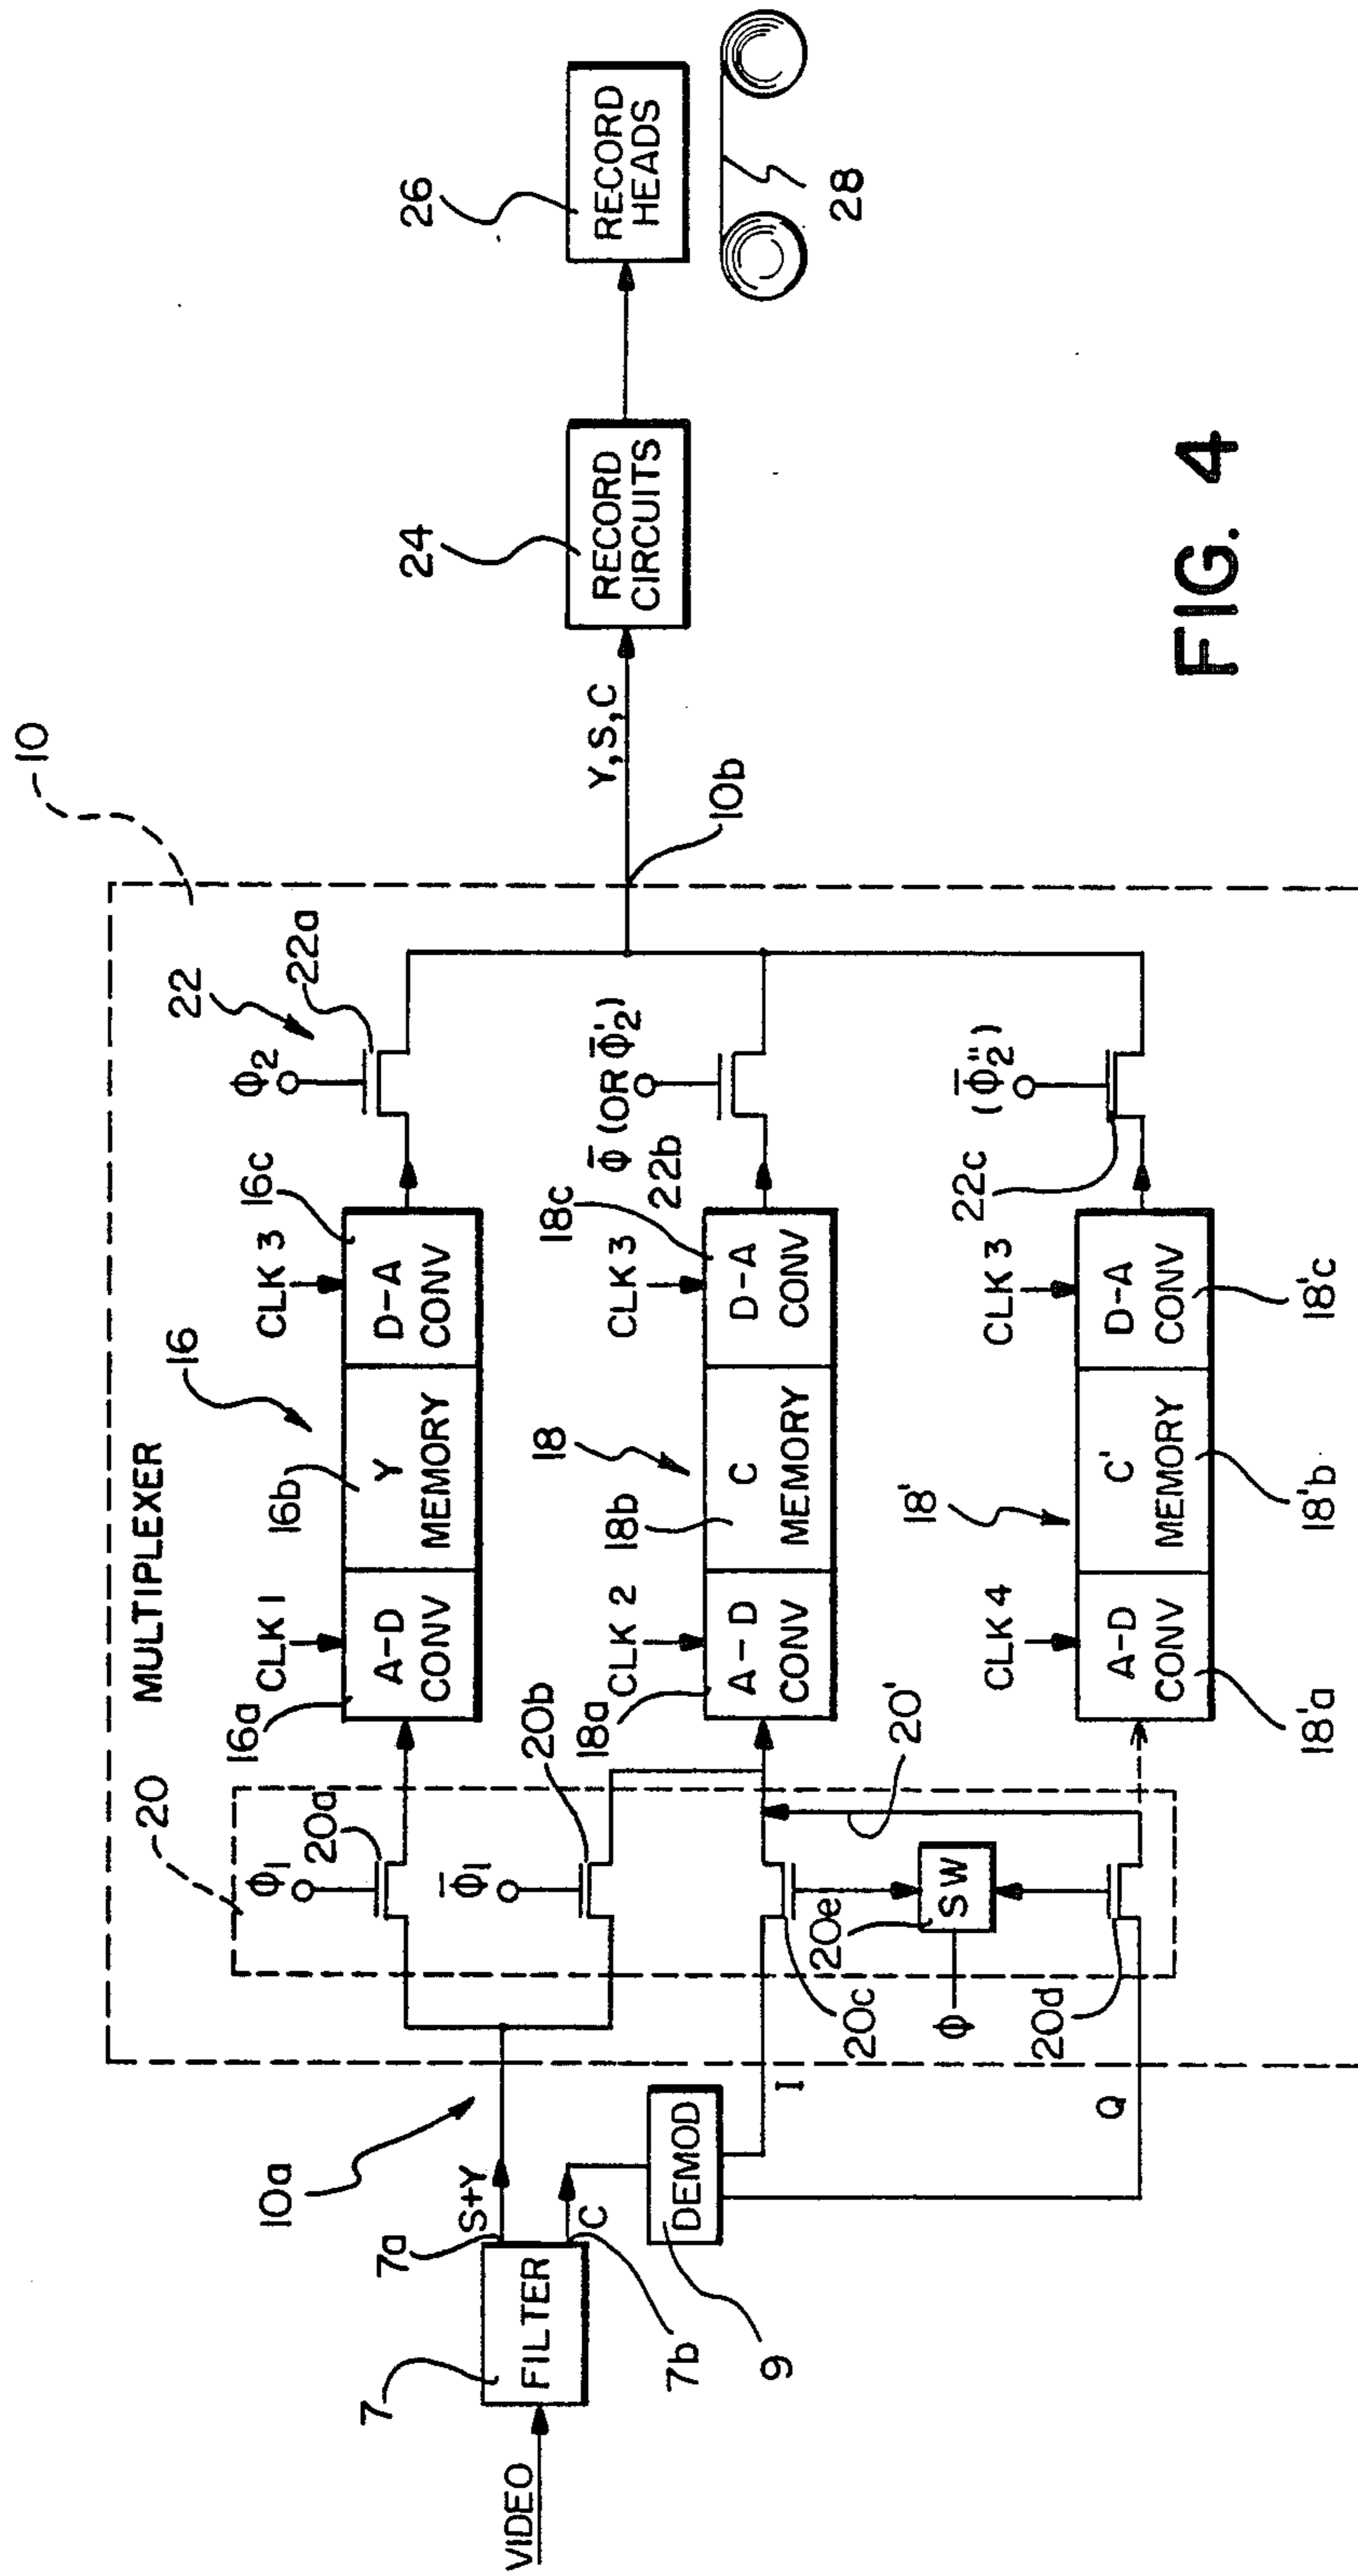 10
MULTIPLEXER
20
ϕ1
20a
16a
CLK 1
A-D
CONV
16b
Y
MEMORY
16
CLK 3
16c
D-A
CONV
ϕ2
22
22a
ϕ̄1
20b
18a
CLK 2
A-D
CONV
18b
C
MEMORY
18
CLK 3
18c
D-A
CONV
ϕ̄ (OR ϕ̄'2)
22b
10b
Y,S,C
24
RECORD
CIRCUITS
26
RECORD
HEADS
28
VIDEO
7
FILTER
7a
S+Y
10a
7b
C
9
DEMOD
I
Q
20c
20e
SW
ϕ
20d
20'
CLK 4
A-D
CONV
18'a
18'
C'
MEMORY
18'b
CLK 3
D-A
CONV
18'c
22c
(ϕ̄"2)
FIG. 4